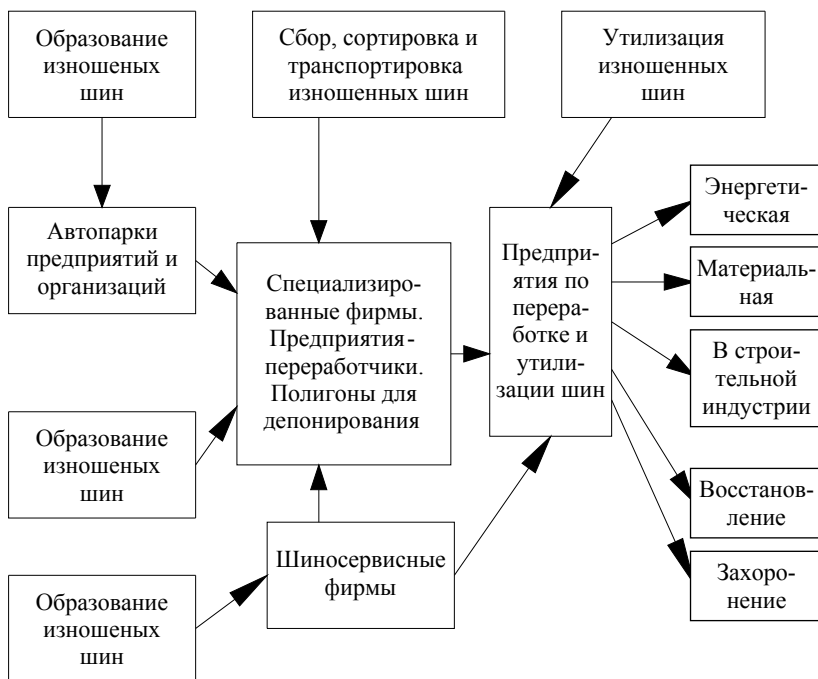 Образование
изношеных
шин
Сбор, сортировка и
транспортировка
изношенных шин
Утилизация
изношенных
шин
Автопарки
предприятий и
организаций
Специализиро-
ванные фирмы.
Предприятия-
переработчики.
Полигоны для
депонирования
Предпри-
ятия по
перера-
ботке и
утили-
зации шин
Энергети-
ческая
Материаль-
ная
В строи-
тельной
индустрии
Восстанов-
ление
Захоро-
нение
Образование
изношеных
шин
Шиносервисные
фирмы
Образование
изношеных
шин